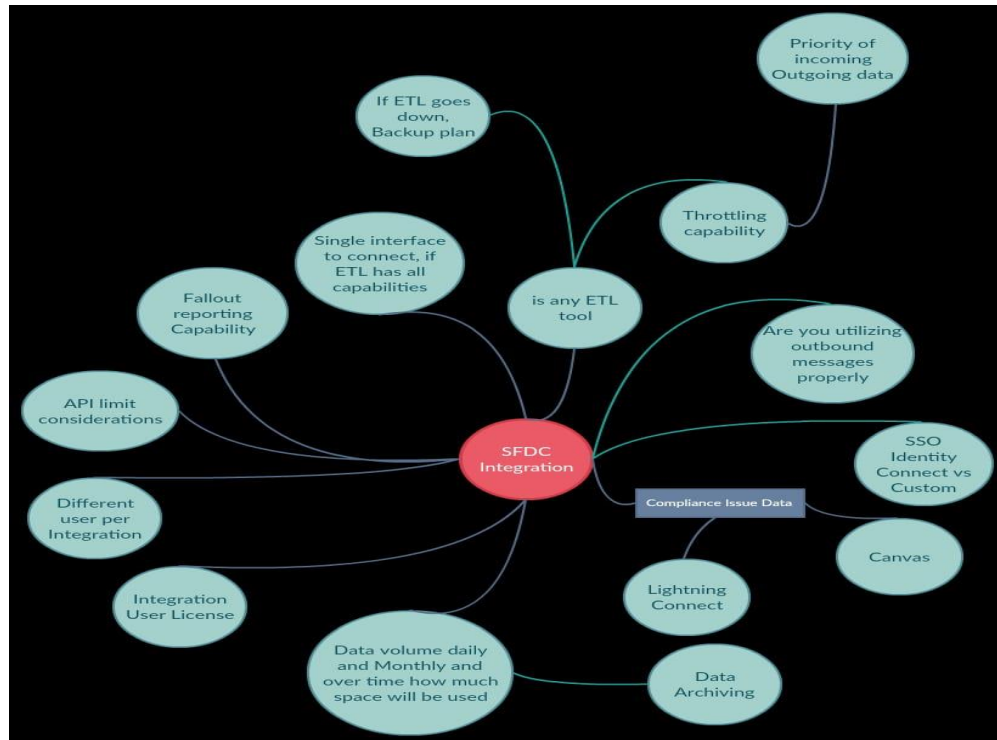 Priority of
incoming
Outgoing data
If ETL goes
down,
Backup plan
Throttling
capability
Single interface
to connect, if
ETL has all
capabilities
is any ETL
tool
Fallout
reporting
Capability
Are you utilizing
outbound
messages
properly
API limit
considerations
SFDC
Integration
SSO
Identity
Connect vs
Custom
Different
user per
Integration
Compliance Issue Data
Canvas
Integration
User License
Lightning
Connect
Data volume daily
and Monthly and
over time how much
space will be used
Data
Archiving